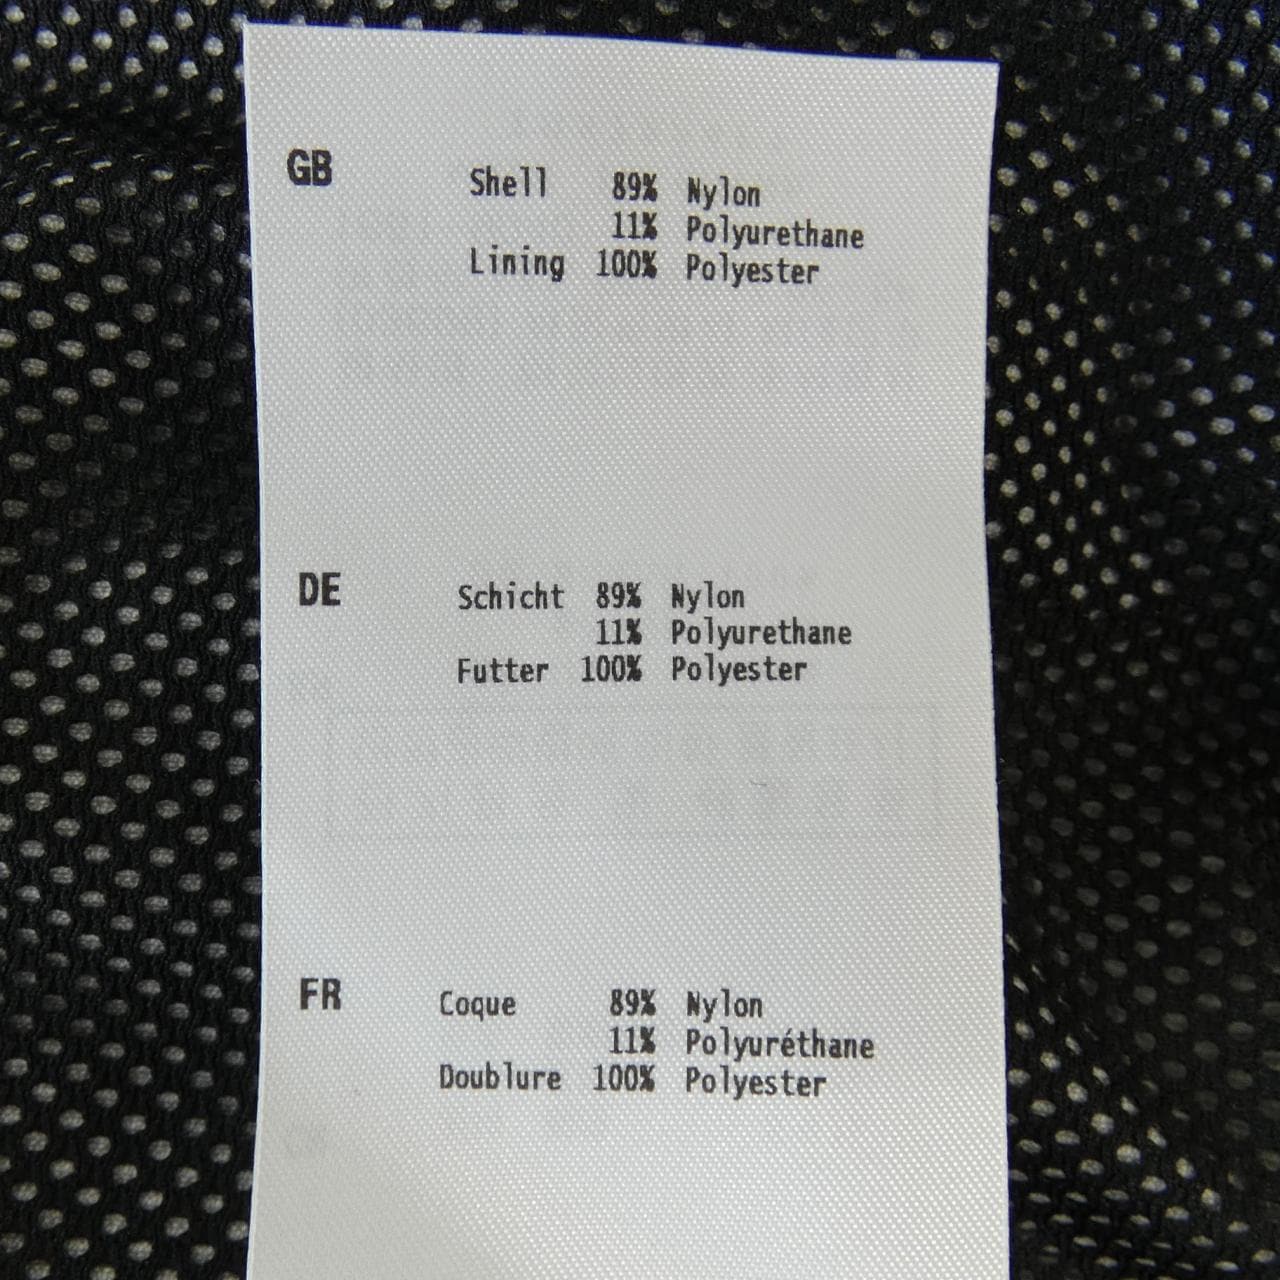 GB Shell 89% Nylon
11% Polyurethane
Lining 100% Polyester
DE Schicht 89% Nylon
11% Polyurethane
Futter 100% Polyester
FR Coque 89% Nylon
11% Polyuréthane
Doublure 100% Polyester